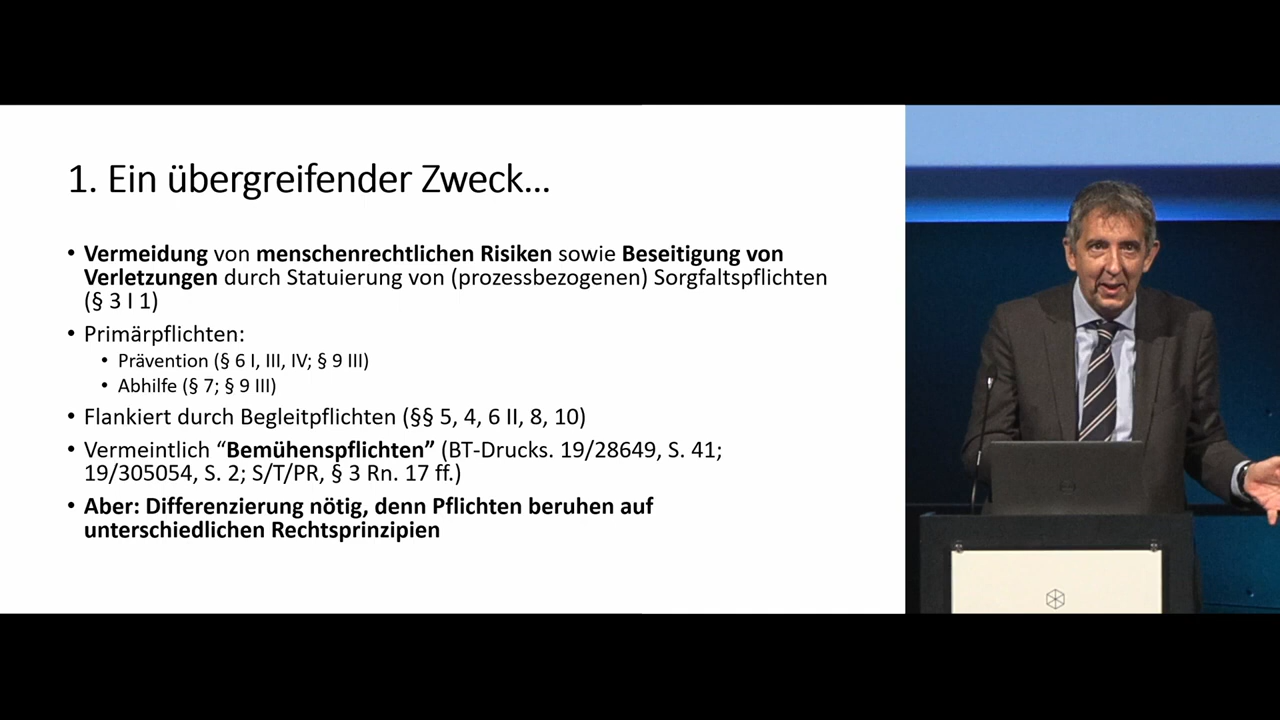 1. Ein übergreifender Zweck...
• Vermeidung von menschenrechtlichen Risiken sowie Beseitigung von
Verletzungen durch Statuierung von (prozessbezogenen) Sorgfaltspflichten
(§ 3 I 1)
• Primärpflichten:
• Prävention (§ 6 I, III, IV; § 9 III)
• Abhilfe (§ 7; § 9 III)
• Flankiert durch Begleitpflichten (§§ 5, 4, 6 II, 8, 10)
• Vermeintlich “Bemühenspflichten” (BT-Drucks. 19/28649, S. 41;
19/305054, S. 2; S/T/PR, § 3 Rn. 17 ff.)
• Aber: Differenzierung nötig, denn Pflichten beruhen auf
unterschiedlichen Rechtsprinzipien